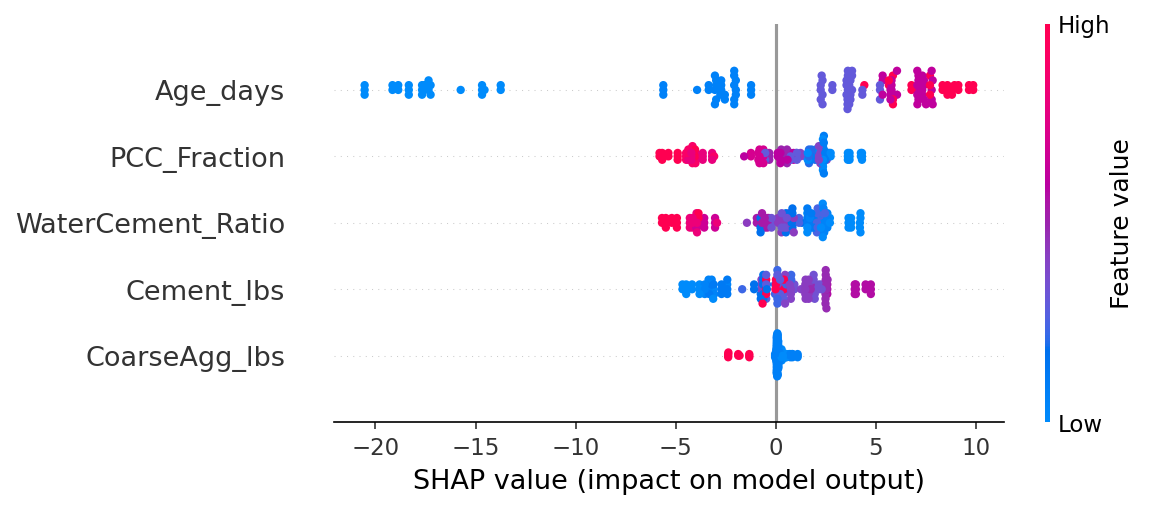 High
Age_days
PCC_Fraction
WaterCement_Ratio
Cement_lbs
CoarseAgg_lbs
Feature value
Low
−20 −15 −10 −5 0 5 10
SHAP value (impact on model output)